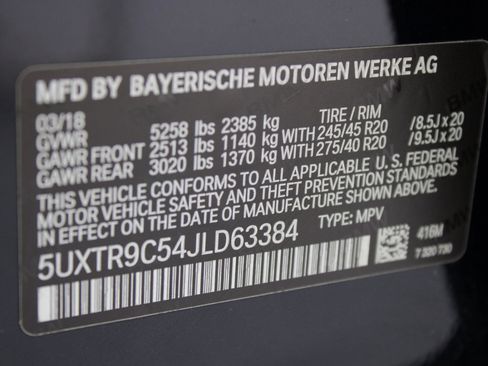 MFD BY BAYERISCHE MOTOREN WERKE AG
03/18 TIRE / RIM
GVWR 5258 lbs 2385 kg
GAWR FRONT 2513 lbs 1140 kg WITH 245/45 R20 /8.5J x 20
GAWR REAR 3020 lbs 1370 kg WITH 275/40 R20 /9.5J x 20
THIS VEHICLE CONFORMS TO ALL APPLICABLE U.S. FEDERAL
MOTOR VEHICLE SAFETY AND THEFT PREVENTION STANDARDS
IN EFFECT ON THE DATE OF MANUFACTURE SHOWN ABOVE.
5UXTR9C54JLD63384 TYPE: MPV
416M
7 320 730